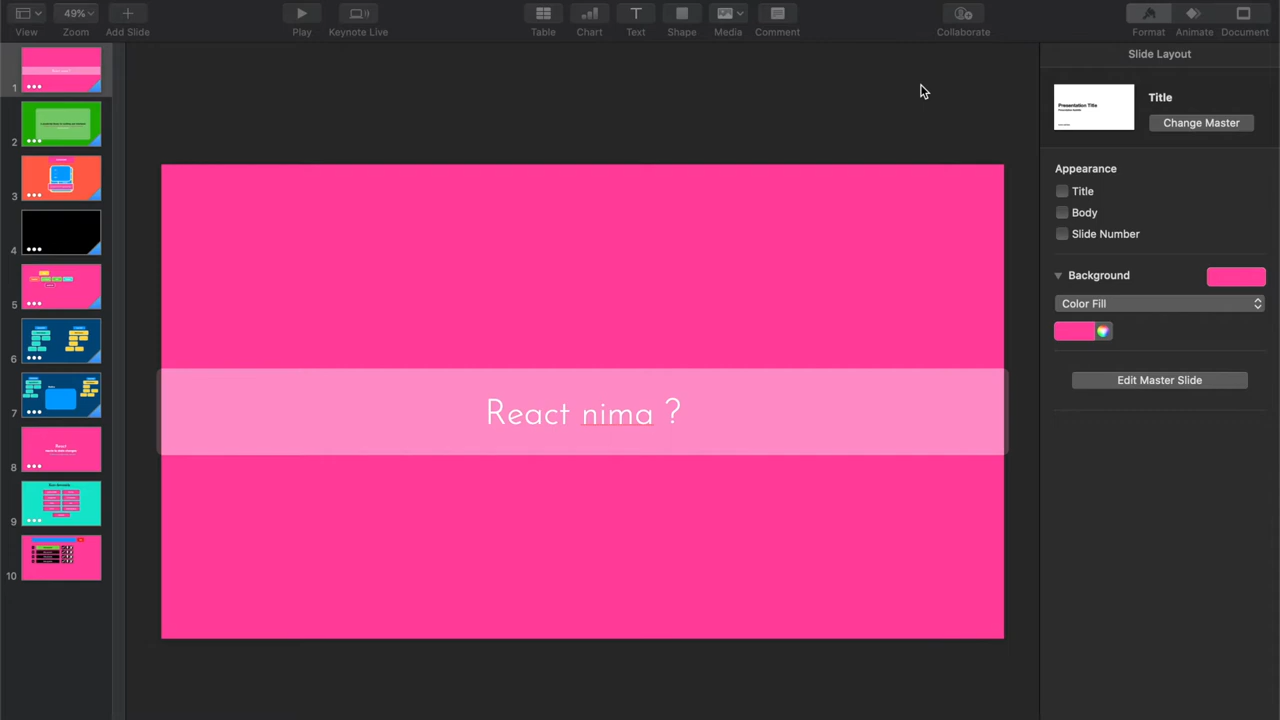 49%
View
Zoom
Add Slide
Play
Keynote Live
Table
Chart
Text
Shape
Media
Comment
Collaborate
Format
Animate
Document
Slide Layout
Presentation Title
Title
Change Master
Appearance
Title
Body
Slide Number
Background
Color Fill
Edit Master Slide
React nima ?
1
2
3
4
5
6
7
8
React
9
10